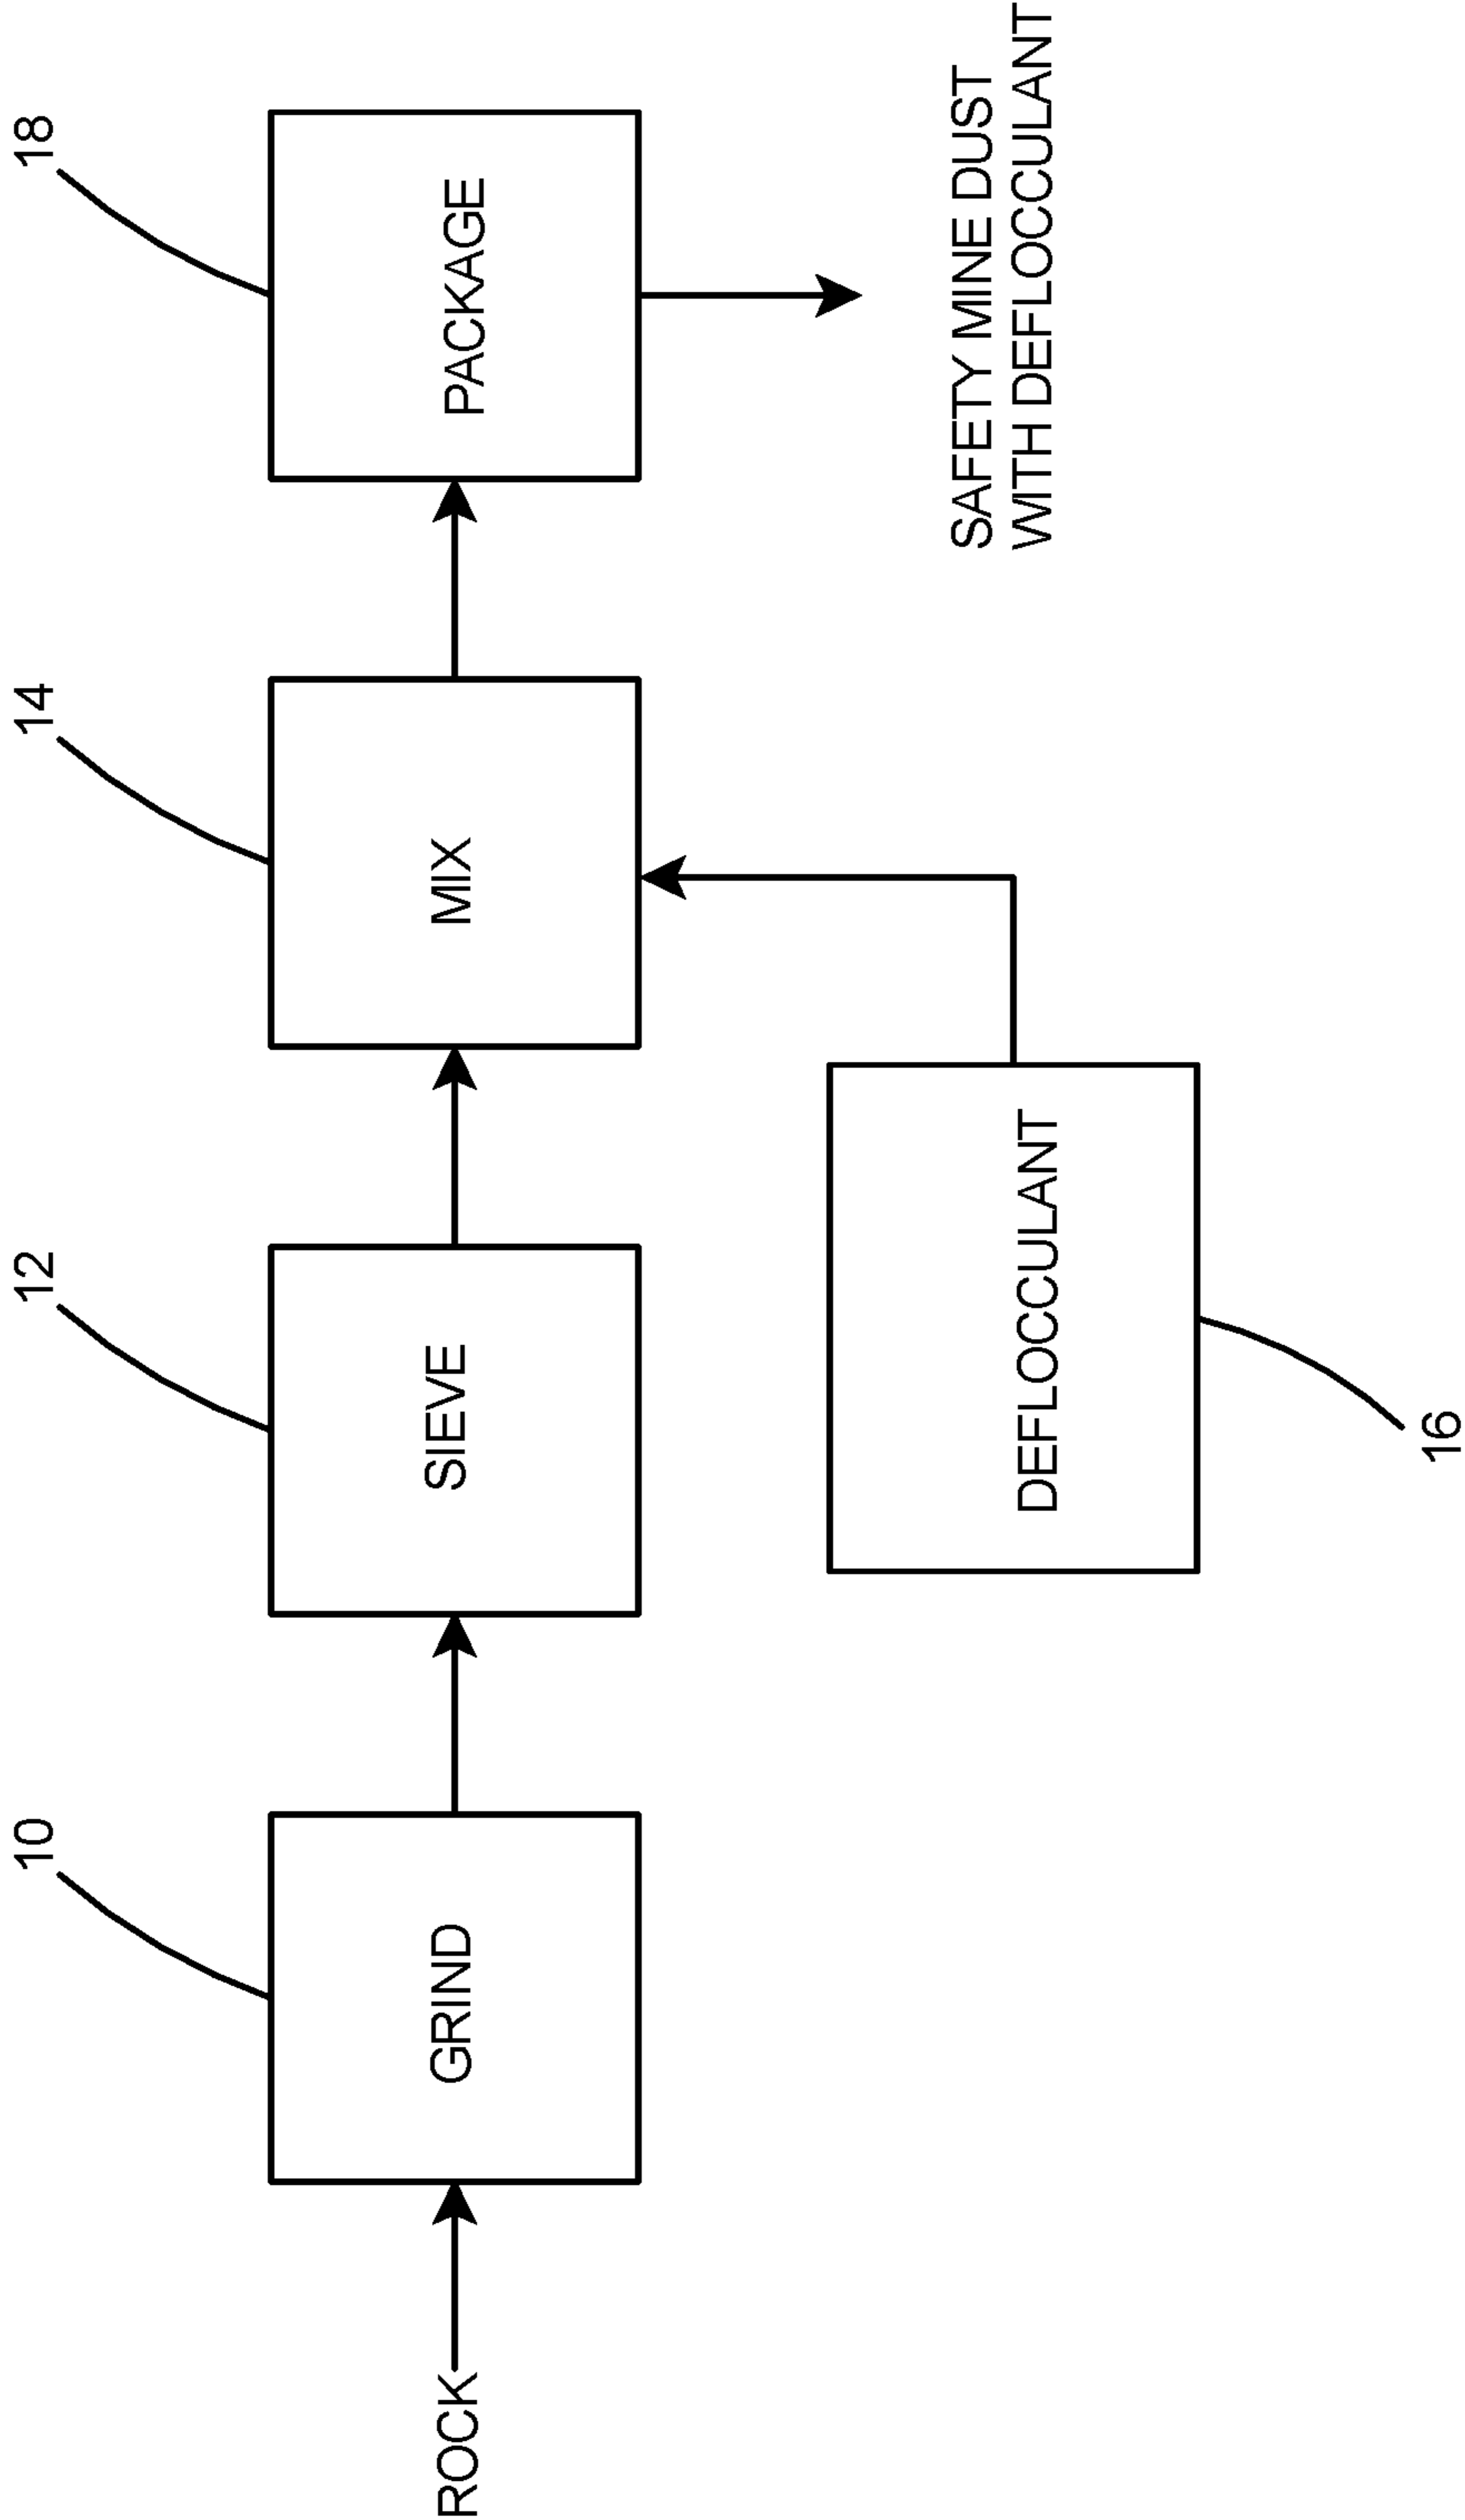 10
12
14
18
ROCK
GRIND
SIEVE
MIX
PACKAGE
DEFLOCCULANT
SAFETY MINE DUST
WITH DEFLOCCULANT
16